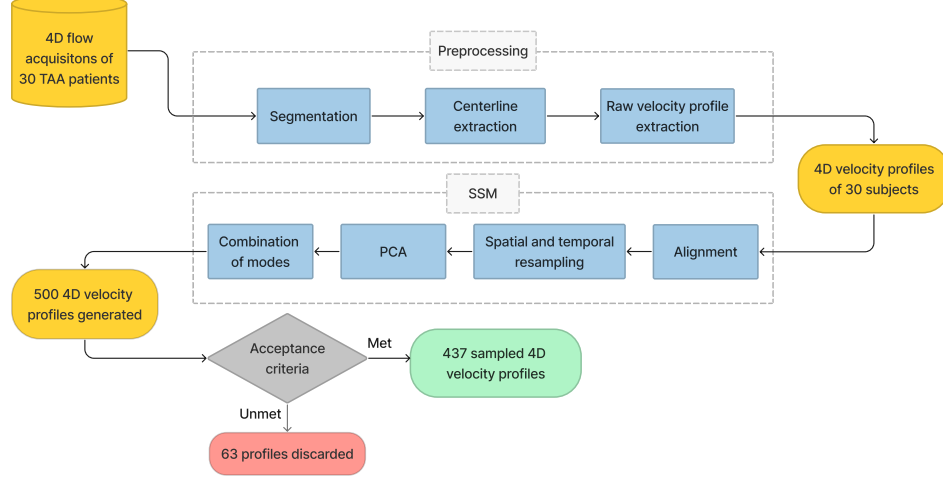 4D flow
acquisitons of
30 TAA patients
Preprocessing
Segmentation
Centerline
extraction
Raw velocity profile
extraction
4D velocity profiles
of 30 subjects
SSM
Combination
of modes
PCA
Spatial and temporal
resampling
Alignment
500 4D velocity
profiles generated
Acceptance
criteria
Met
437 sampled 4D
velocity profiles
Unmet
63 profiles discarded